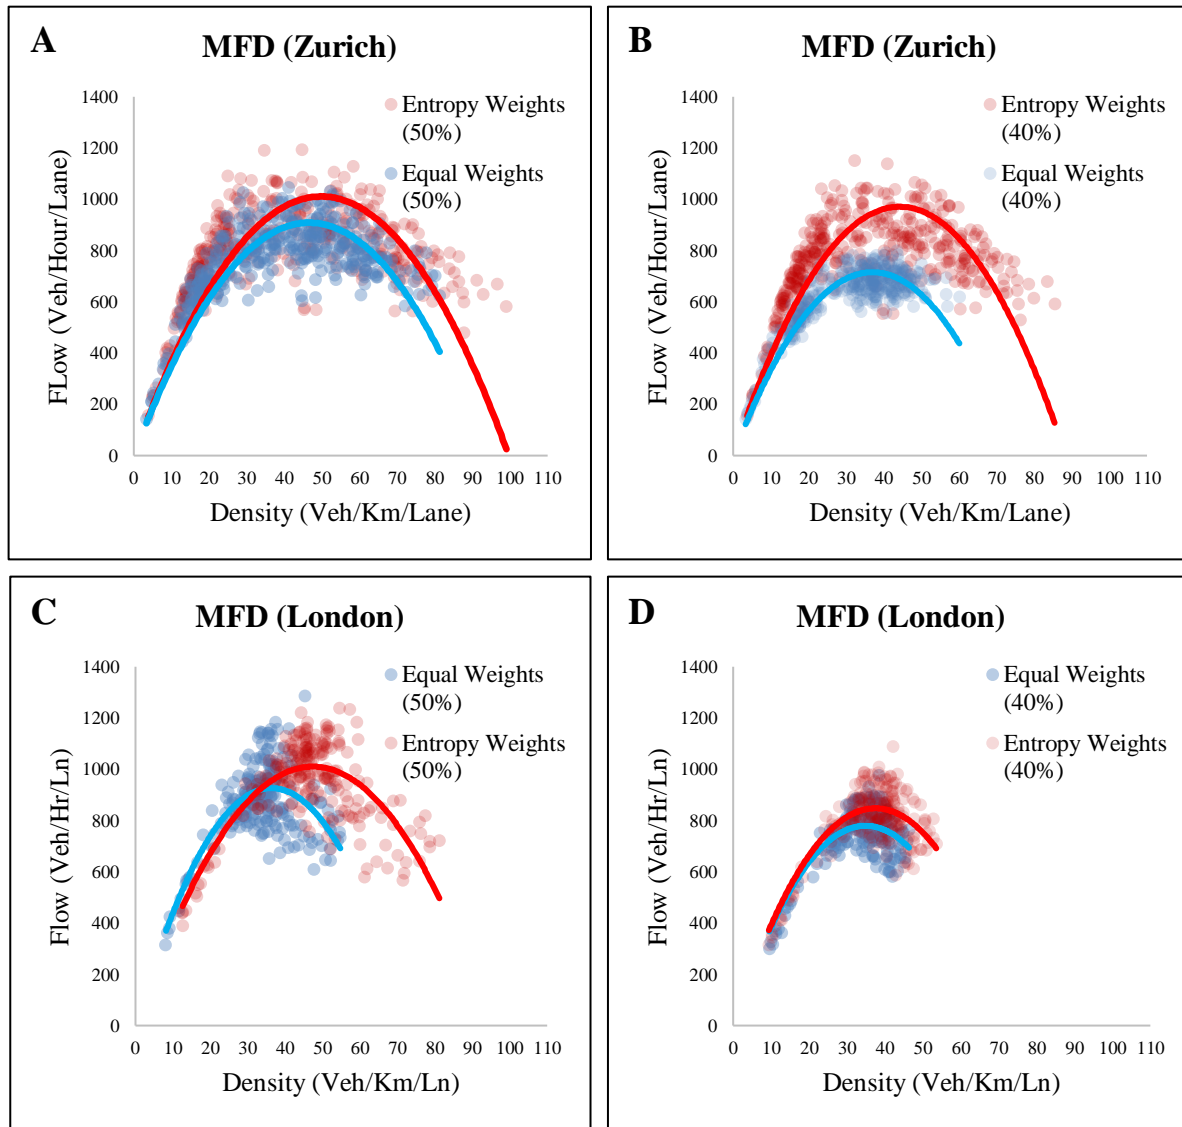 A
MFD (Zurich)
1400
1200
1000
800
600
400
200
0
0 10 20 30 40 50 60 70 80 90 100 110
FLow (Veh/Hour/Lane)
Density (Veh/Km/Lane)
Entropy Weights
(50%)
Equal Weights
(50%)
B
MFD (Zurich)
1400
1200
1000
800
600
400
200
0
0 10 20 30 40 50 60 70 80 90 100 110
Flow (Veh/Hour/Lane)
Density (Veh/Km/Lane)
Entropy Weights
(40%)
Equal Weights
(40%)
C
MFD (London)
1400
1200
1000
800
600
400
200
0
0 10 20 30 40 50 60 70 80 90 100 110
Flow (Veh/Hr/Ln)
Density (Veh/Km/Ln)
Equal Weights
(50%)
Entropy Weights
(50%)
D
MFD (London)
1400
1200
1000
800
600
400
200
0
0 10 20 30 40 50 60 70 80 90 100 110
Flow (Veh/Hr/Ln)
Density (Veh/Km/Ln)
Equal Weights
(40%)
Entropy Weights
(40%)